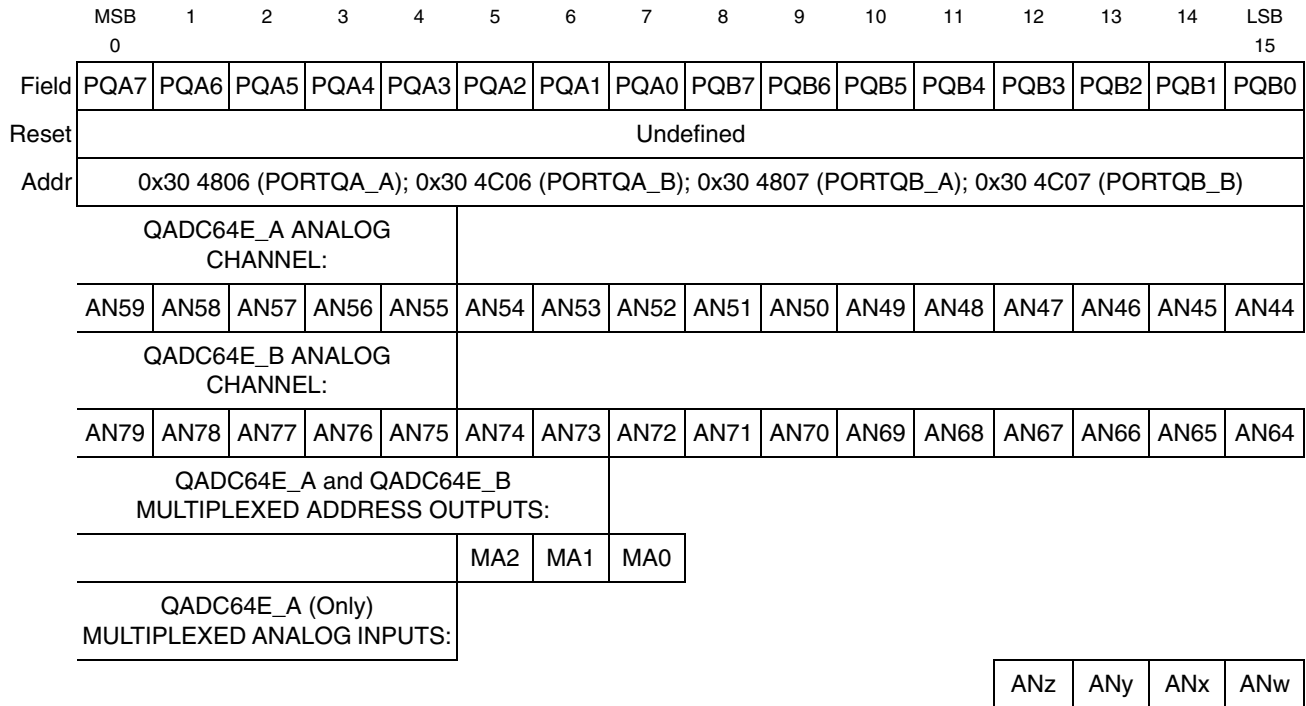 MSB 1 2 3 4 5 6 7 8 9 10 11 12 13 14 LSB
0 15
Field PQA7 PQA6 PQA5 PQA4 PQA3 PQA2 PQA1 PQA0 PQB7 PQB6 PQB5 PQB4 PQB3 PQB2 PQB1 PQB0
Reset Undefined
Addr 0x30 4806 (PORTQA_A); 0x30 4C06 (PORTQA_B); 0x30 4807 (PORTQB_A); 0x30 4C07 (PORTQB_B)
QADC64E_A ANALOG
CHANNEL:
AN59 AN58 AN57 AN56 AN55 AN54 AN53 AN52 AN51 AN50 AN49 AN48 AN47 AN46 AN45 AN44
QADC64E_B ANALOG
CHANNEL:
AN79 AN78 AN77 AN76 AN75 AN74 AN73 AN72 AN71 AN70 AN69 AN68 AN67 AN66 AN65 AN64
QADC64E_A and QADC64E_B
MULTIPLEXED ADDRESS OUTPUTS:
MA2 MA1 MA0
QADC64E_A (Only)
MULTIPLEXED ANALOG INPUTS:
ANz ANy ANx ANw